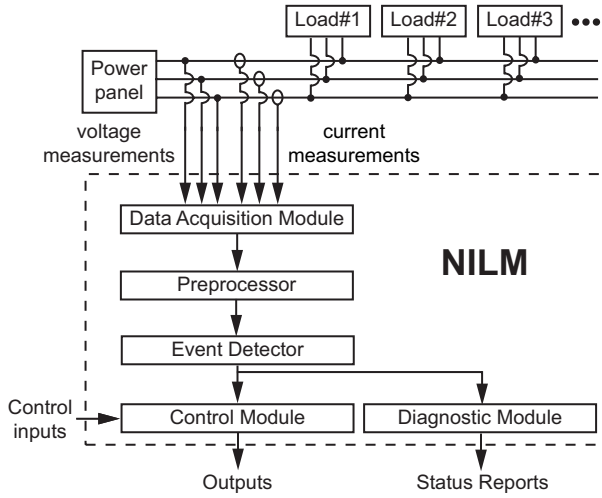 Load#1 Load#2 Load#3
Power
panel
voltage
measurements
current
measurements
Data Acquisition Module
NILM
Preprocessor
Event Detector
Control
inputs
Control Module
Diagnostic Module
Outputs
Status Reports